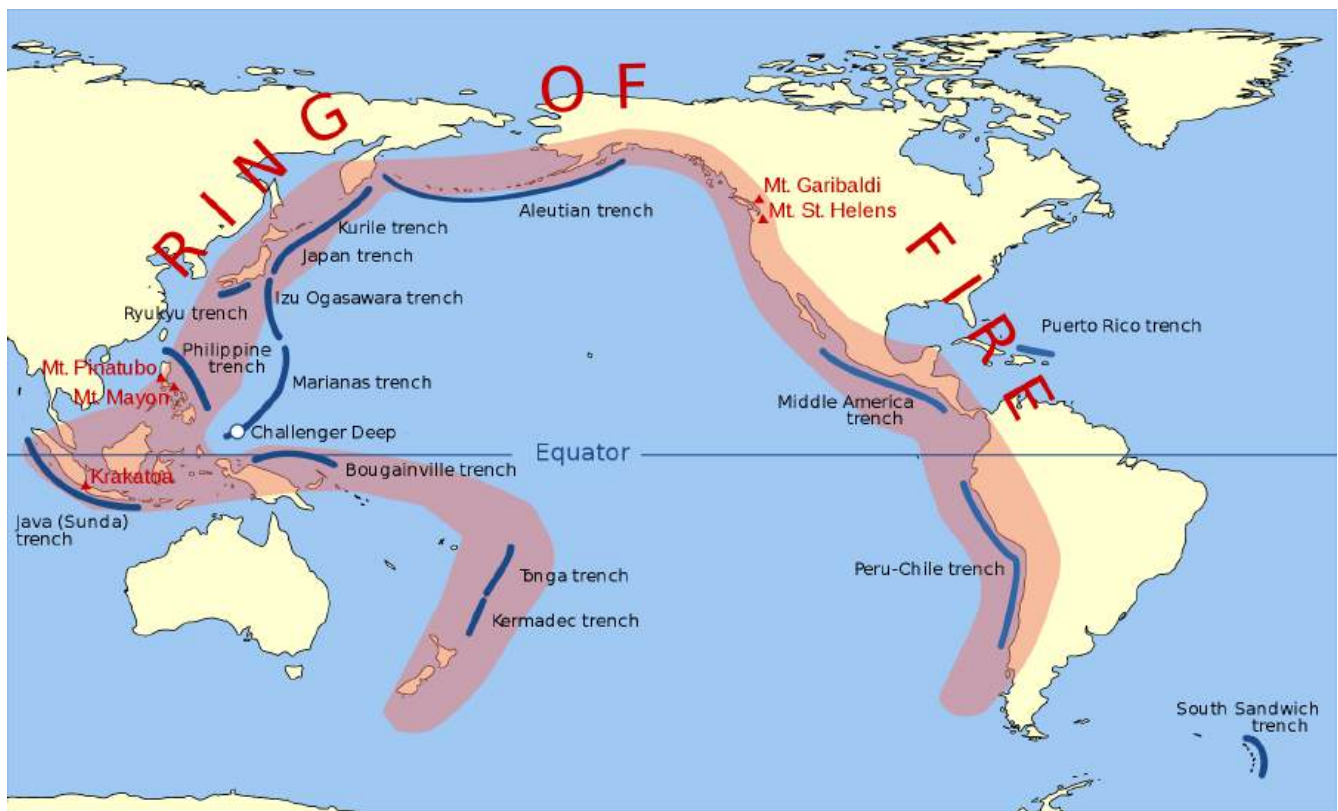 RING OF FIRE
Mt. Garibaldi
Mt. St. Helens
Aleutian trench
Kurile trench
Japan trench
Izu Ogasawara trench
Ryukyu trench
Puerto Rico trench
Philippine
trench
Mt. Pinatubo
Mt. Mayon
Marianas trench
Middle America
trench
Challenger Deep
Equator
Bougainville trench
Krakatoa
Java (Sunda)
trench
Peru-Chile trench
Tonga trench
Kermadec trench
South Sandwich
trench